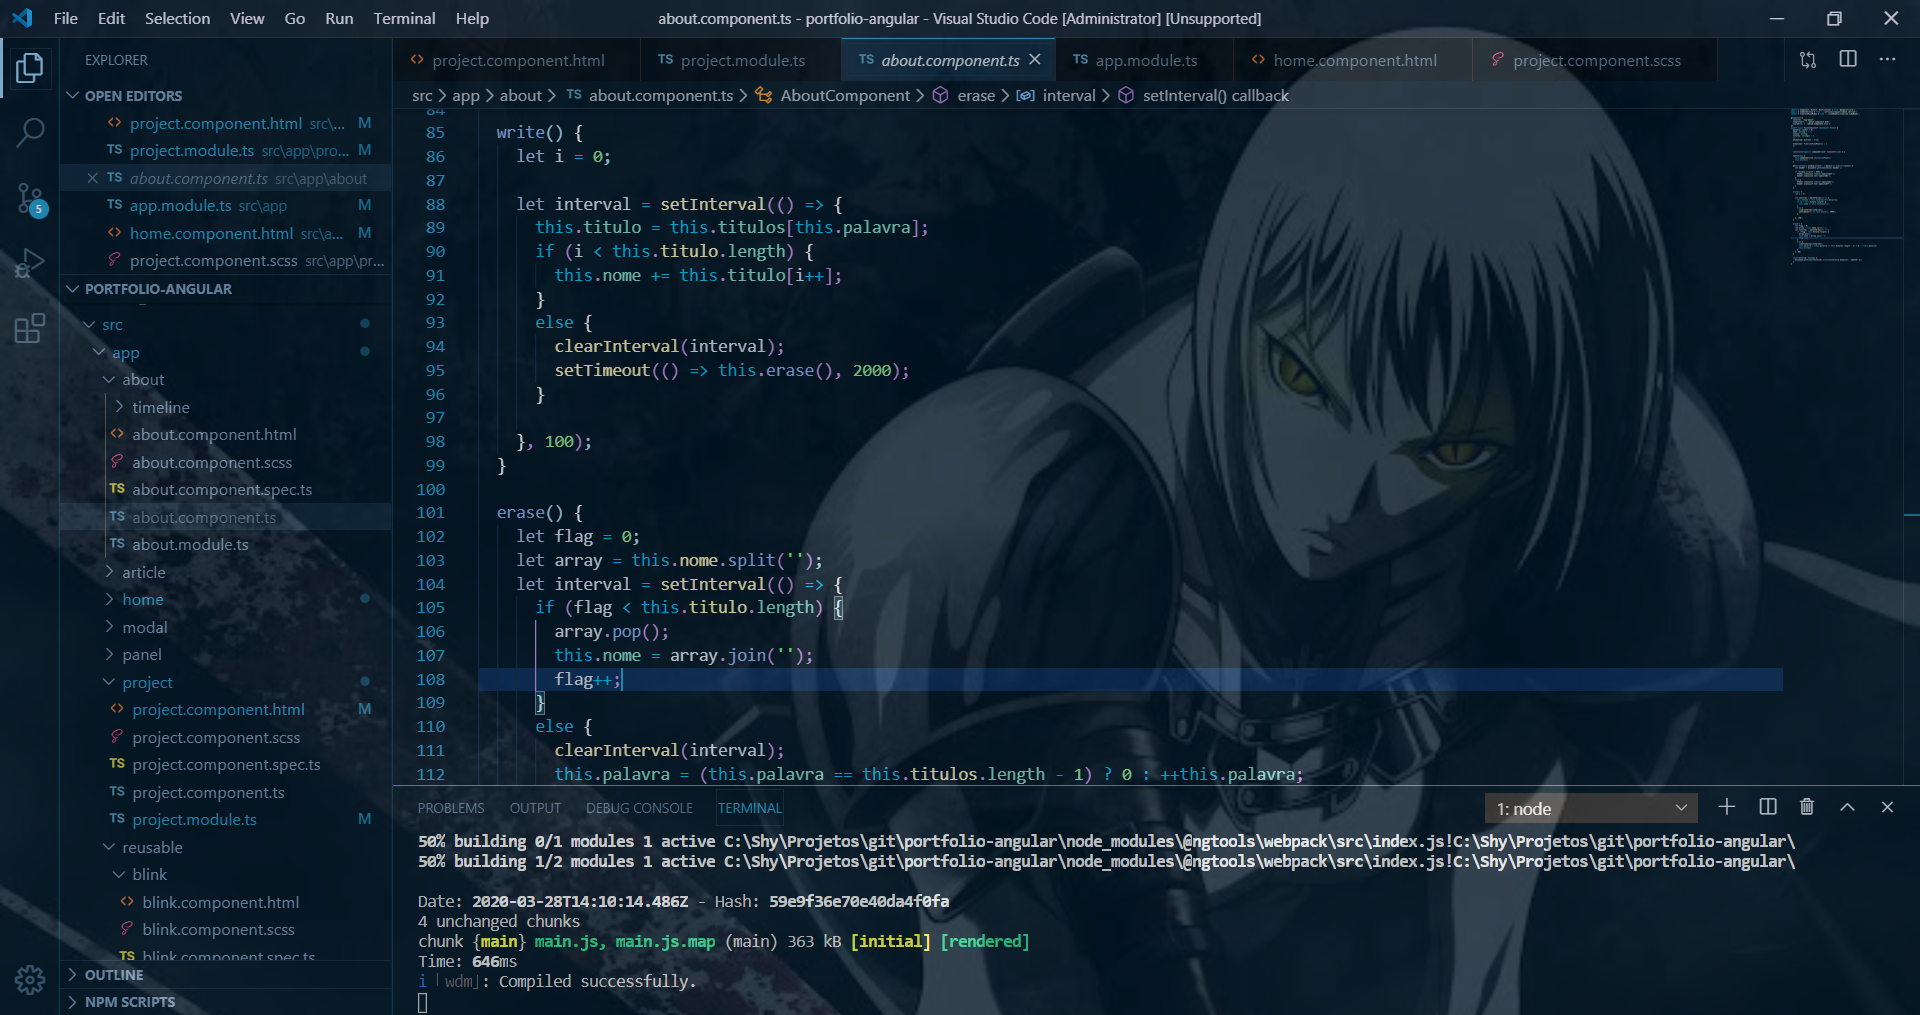 File Edit Selection View Go Run Terminal Help
about.component.ts - portfolio-angular - Visual Studio Code [Administrator] [Unsupported]
EXPLORER
OPEN EDITORS
project.component.html src\... M
TS project.module.ts src\app\pro... M
TS about.component.ts src\app\about
TS app.module.ts src\app M
home.component.html src\a... M
project.component.scss src\app\pr...
5
PORTFOLIO-ANGULAR
src
app
about
timeline
about.component.html
about.component.scss
TS about.component.spec.ts
TS about.component.ts
TS about.module.ts
article
home
modal
panel
project
project.component.html M
project.component.scss
TS project.component.spec.ts
TS project.component.ts
TS project.module.ts M
reusable
blink
blink.component.html
blink.component.scss
TS blink.component.spec.ts
OUTLINE
NPM SCRIPTS
project.component.html
TS project.module.ts
TS about.component.ts
TS app.module.ts
home.component.html
project.component.scss
src > app > about > TS about.component.ts > AboutComponent > erase > interval > setInterval() callback
84
85 write() {
86 let i = 0;
87
88 let interval = setInterval(() => {
89 this.titulo = this.titulos[this.palavra];
90 if (i < this.titulo.length) {
91 this.nome += this.titulo[i++];
92 }
93 else {
94 clearInterval(interval);
95 setTimeout(() => this.erase(), 2000);
96 }
97
98 }, 100);
99 }
100
101 erase() {
102 let flag = 0;
103 let array = this.nome.split('');
104 let interval = setInterval(() => {
105 if (flag < this.titulo.length) {
106 array.pop();
107 this.nome = array.join('');
108 flag++;
109 }
110 else {
111 clearInterval(interval);
112 this.palavra = (this.palavra == this.titulos.length - 1) ? 0 : ++this.palavra;
PROBLEMS OUTPUT DEBUG CONSOLE TERMINAL
1: node
50% building 0/1 modules 1 active C:\Shy\Projetos\git\portfolio-angular\node_modules\@ngtools\webpack\src\index.js!C:\Shy\Projetos\git\portfolio-angular\
50% building 1/2 modules 1 active C:\Shy\Projetos\git\portfolio-angular\node_modules\@ngtools\webpack\src\index.js!C:\Shy\Projetos\git\portfolio-angular\
Date: 2020-03-28T14:10:14.486Z - Hash: 59e9f36e70e40da4f0fa
4 unchanged chunks
chunk {main} main.js, main.js.map (main) 363 kB [initial] [rendered]
Time: 646ms
i ｢wdm｣: Compiled successfully.